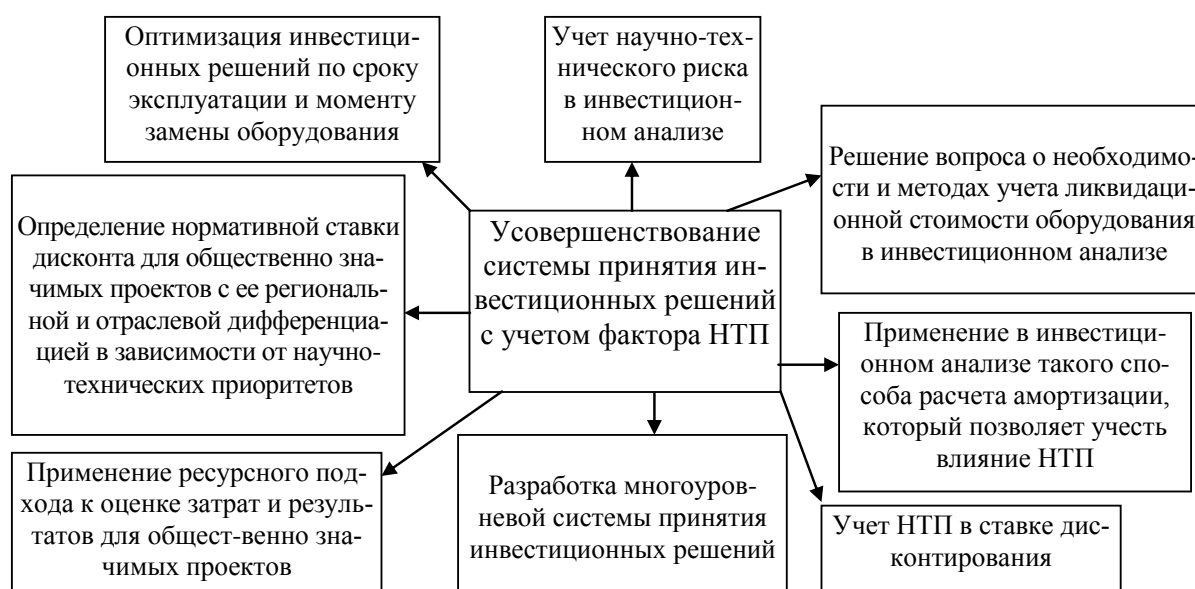 Оптимизация инвестици-
онных решений по сроку
эксплуатации и моменту
замены оборудования
Учет научно-тех-
нического риска
в инвестицион-
ном анализе
Решение вопроса о необходимо-
сти и методах учета ликвидаци-
онной стоимости оборудования
в инвестиционном анализе
Определение нормативной ставки
дисконта для общественно зна-
чимых проектов с ее региональ-
ной и отраслевой дифференциа-
цией в зависимости от научно-
технических приоритетов
Усовершенствование
системы принятия ин-
вестиционных решений
с учетом фактора НТП
Применение в инвестици-
онном анализе такого спо-
соба расчета амортизации,
который позволяет учесть
влияние НТП
Применение ресурсного под-
хода к оценке затрат и резуль-
татов для общест-венно зна-
чимых проектов
Разработка многоуров-
невой системы принятия
инвестиционных решений
Учет НТП в ставке дис-
контирования